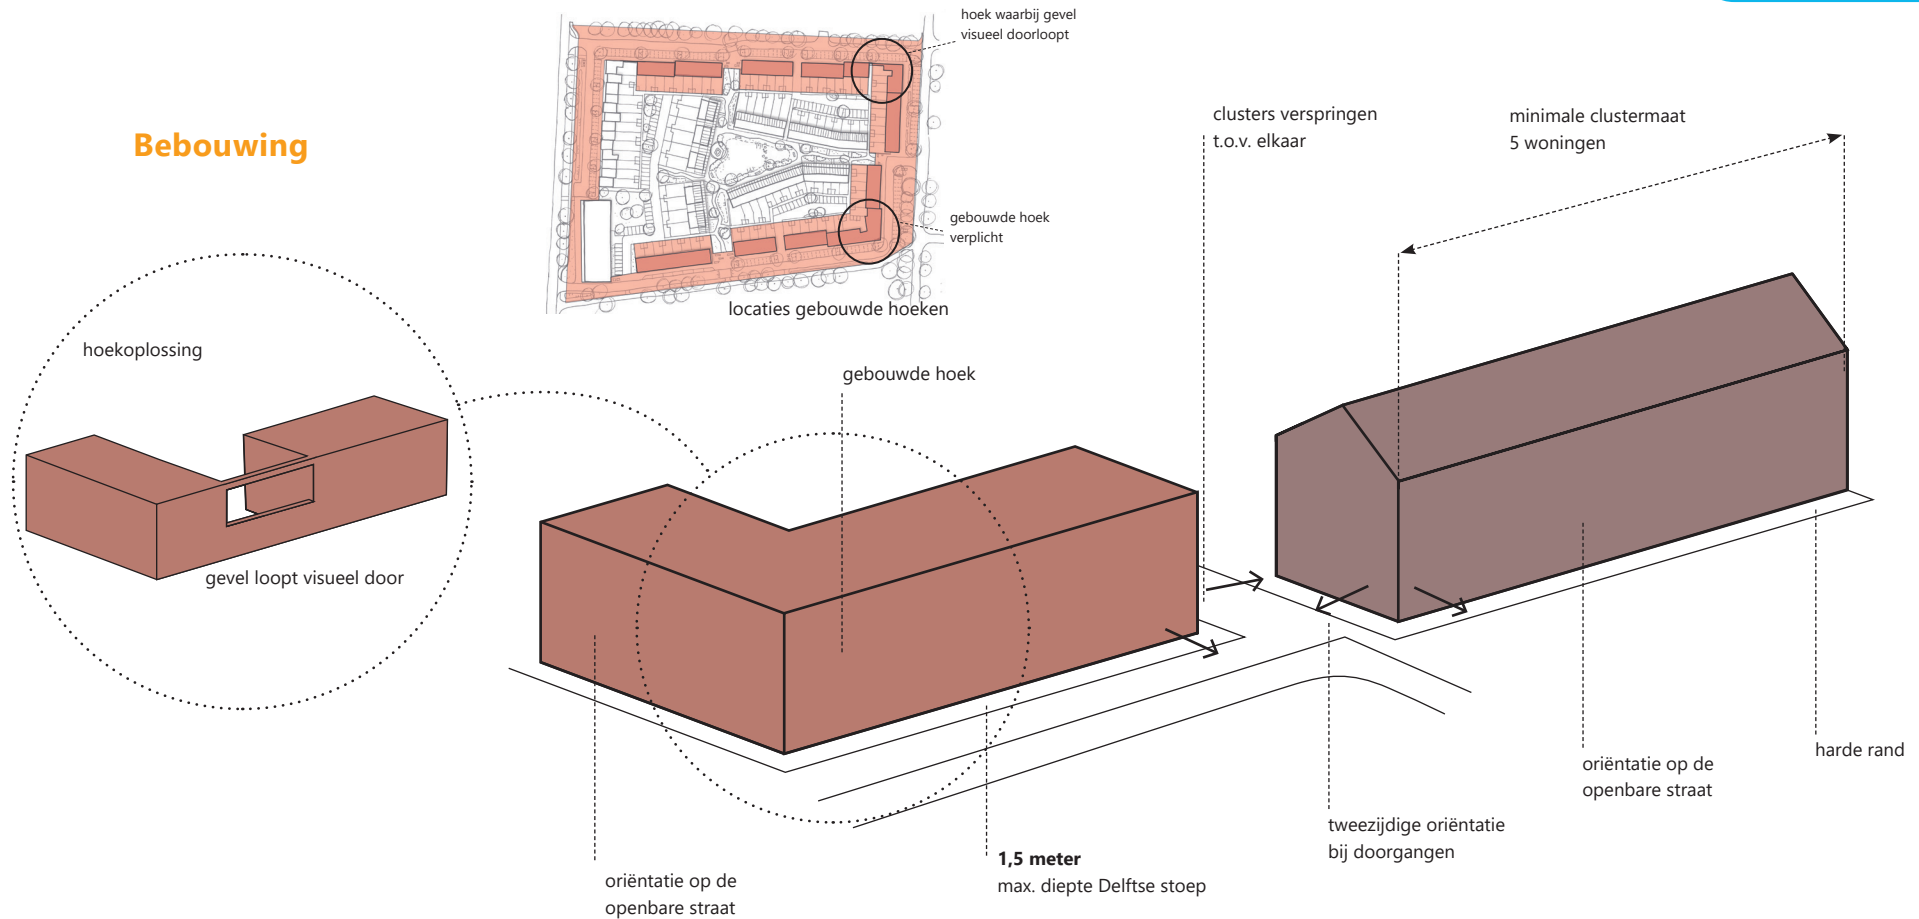 hoek waarbij gevel
visueel doorloopt
Bebouwing
clusters verspringen
t.o.v. elkaar
minimale clustermaat
5 woningen
gebouwde hoek
verplicht
locaties gebouwde hoeken
hoekoplossing
gebouwde hoek
gevel loopt visueel door
oriëntatie op de
openbare straat
1,5 meter
max. diepte Delftse stoep
tweezijdige oriëntatie
bij doorgangen
oriëntatie op de
openbare straat
harde rand